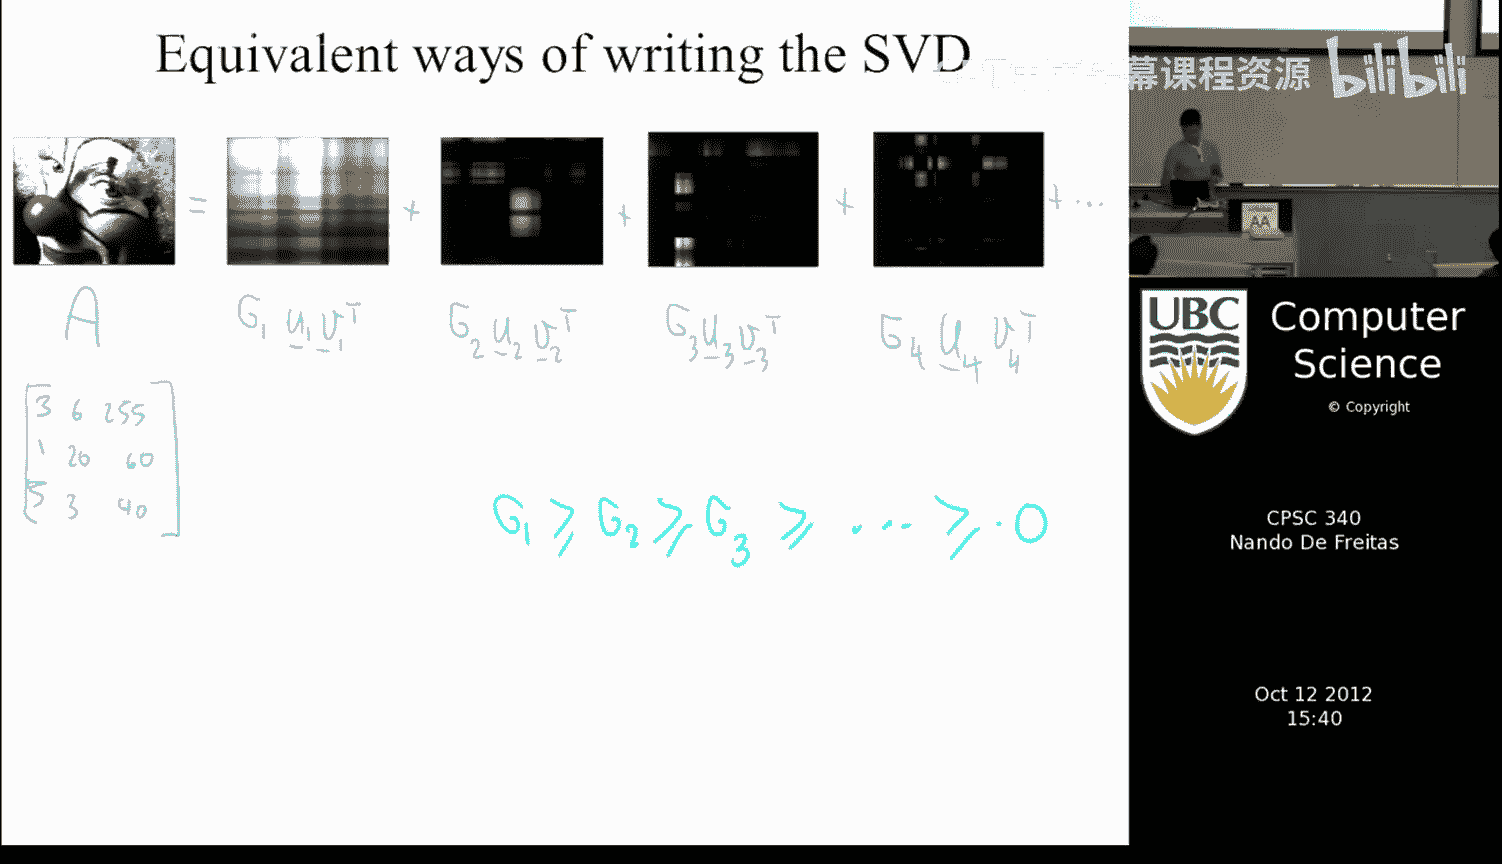 Equivalent ways of writing the SVD
幕课程资源 bilibili
= + + + + ...
A σ₁ u₁ v₁ᵀ σ₂ u₂ v₂ᵀ σ₃ u₃ v₃ᵀ σ₄ u₄ v₄ᵀ
3 6 255
1 20 60
5 3 40
σ₁ ≥ σ₂ ≥ σ₃ ≥ ... ≥ 0
AA
UBC
Computer
Science
© Copyright
CPSC 340
Nando De Freitas
Oct 12 2012
15:40